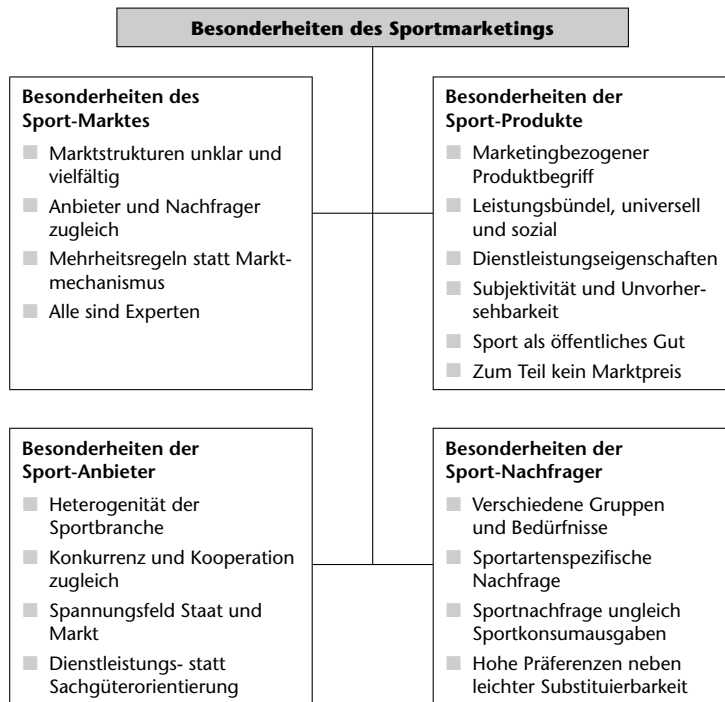 Besonderheiten des Sportmarketings
Besonderheiten des
Sport-Marktes
Marktstrukturen unklar und
vielfältig
Anbieter und Nachfrager
zugleich
Mehrheitsregeln statt Markt-
mechanismus
Alle sind Experten
Besonderheiten der
Sport-Produkte
Marketingbezogener
Produktbegriff
Leistungsbündel, universell
und sozial
Dienstleistungseigenschaften
Subjektivität und Unvorher-
sehbarkeit
Sport als öffentliches Gut
Zum Teil kein Marktpreis
Besonderheiten der
Sport-Anbieter
Heterogenität der
Sportbranche
Konkurrenz und Kooperation
zugleich
Spannungsfeld Staat und
Markt
Dienstleistungs- statt
Sachgüterorientierung
Besonderheiten der
Sport-Nachfrager
Verschiedene Gruppen
und Bedürfnisse
Sportartenspezifische
Nachfrage
Sportnachfrage ungleich
Sportkonsumausgaben
Hohe Präferenzen neben
leichter Substituierbarkeit